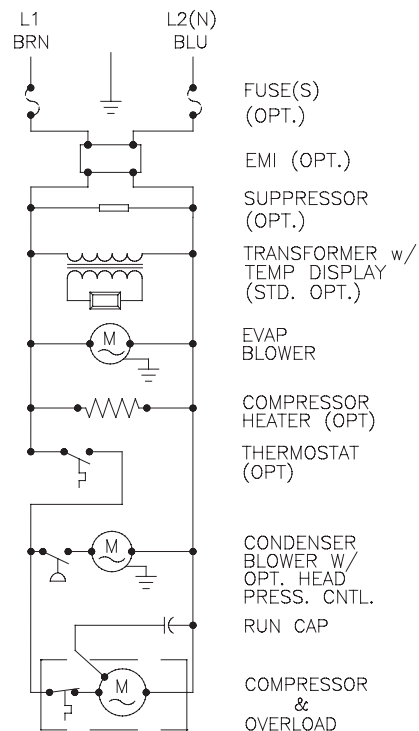 L1 L2(N)
BRN BLU
FUSE(S)
(OPT.)
EMI (OPT.)
SUPPRESSOR
(OPT.)
TRANSFORMER w/
TEMP DISPLAY
(STD. OPT.)
M
EVAP
BLOWER
COMPRESSOR
HEATER (OPT)
THERMOSTAT
(OPT)
M
CONDENSER
BLOWER W/
OPT. HEAD
PRESS. CNTL.
RUN CAP
M
COMPRESSOR
&
OVERLOAD